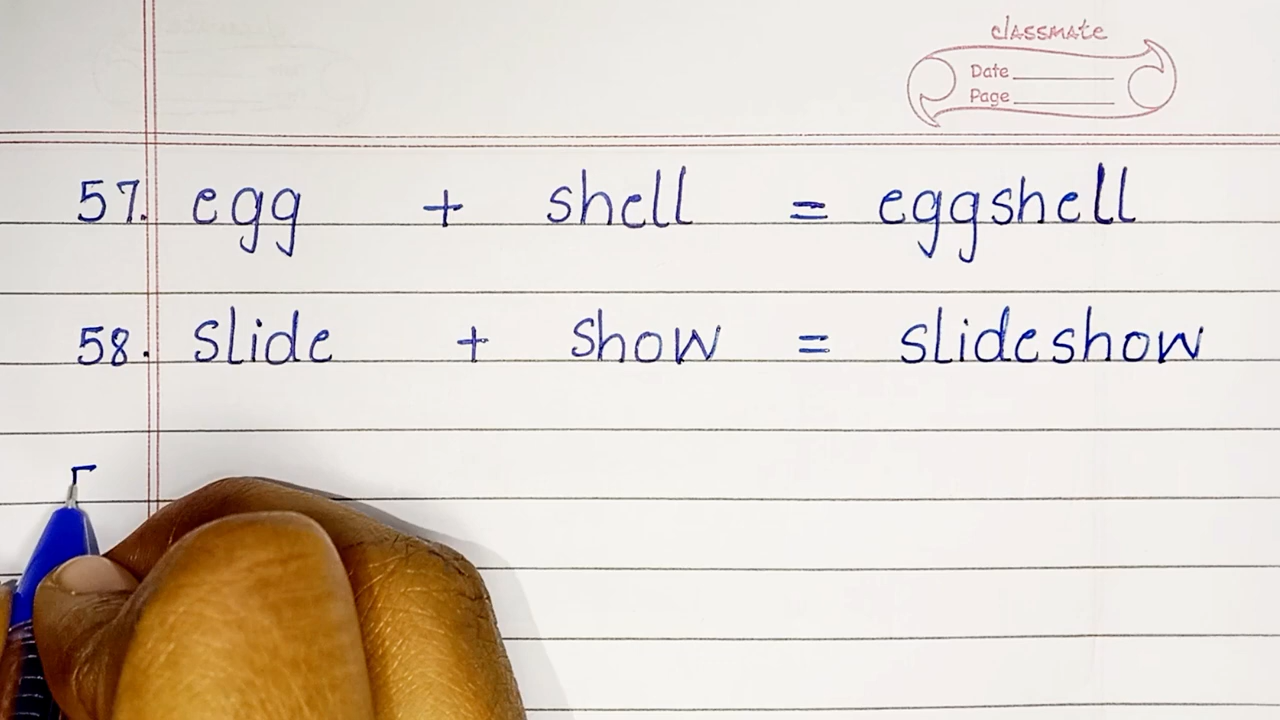 classmate
Date
Page
57. egg + shell = eggshell
58. slide + show = slideshow